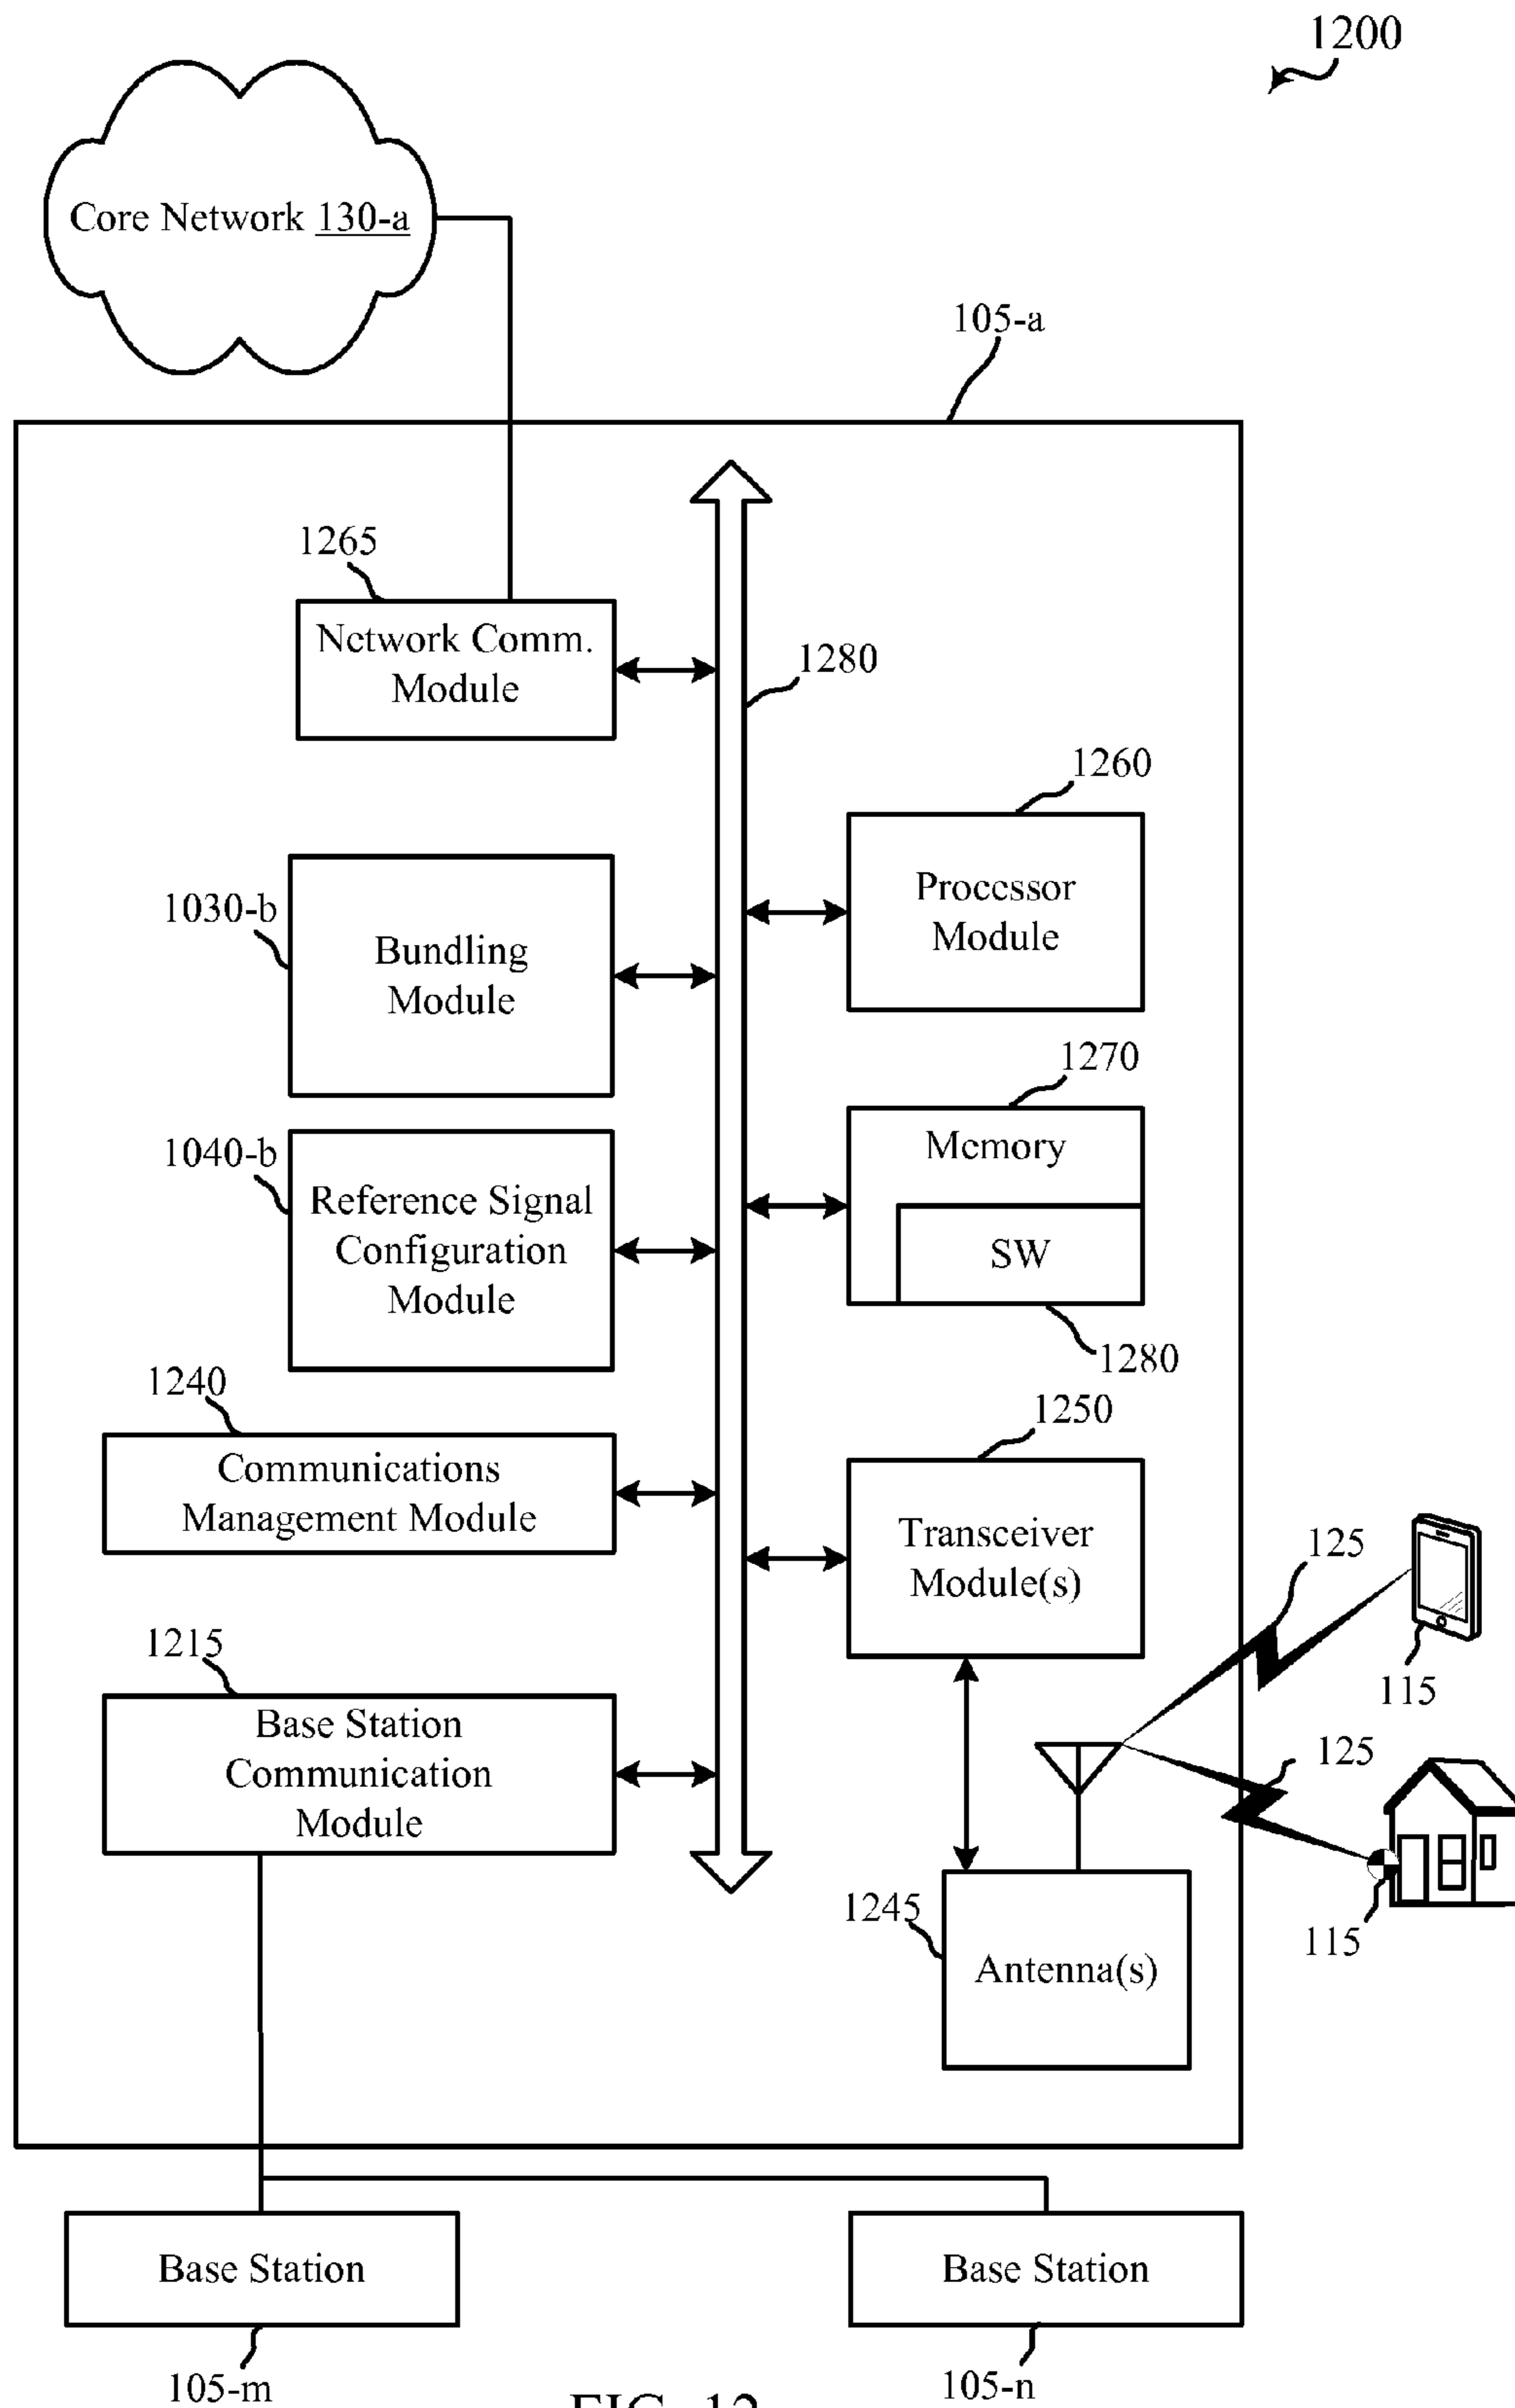 1200
Core Network 130-a
105-a
1265
Network Comm.
Module
1280
1260
Processor
Module
1030-b
Bundling
Module
1270
Memory
SW
1280
1040-b
Reference Signal
Configuration
Module
1240
Communications
Management Module
1250
Transceiver
Module(s)
125
115
1215
Base Station
Communication
Module
125
115
1245
Antenna(s)
Base Station
Base Station
105-m
105-n
FIG. 12